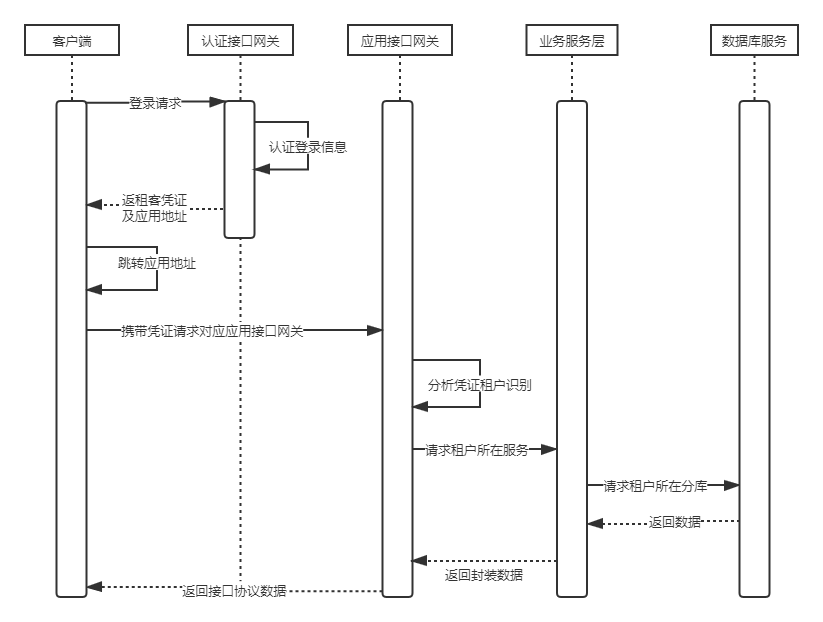 客户端
认证接口网关
应用接口网关
业务服务层
数据库服务
登录请求
认证登录信息
返租客凭证
及应用地址
跳转应用地址
携带凭证请求对应应用接口网关
分析凭证租户识别
请求租户所在服务
请求租户所在分库
返回数据
返回封装数据
返回接口协议数据